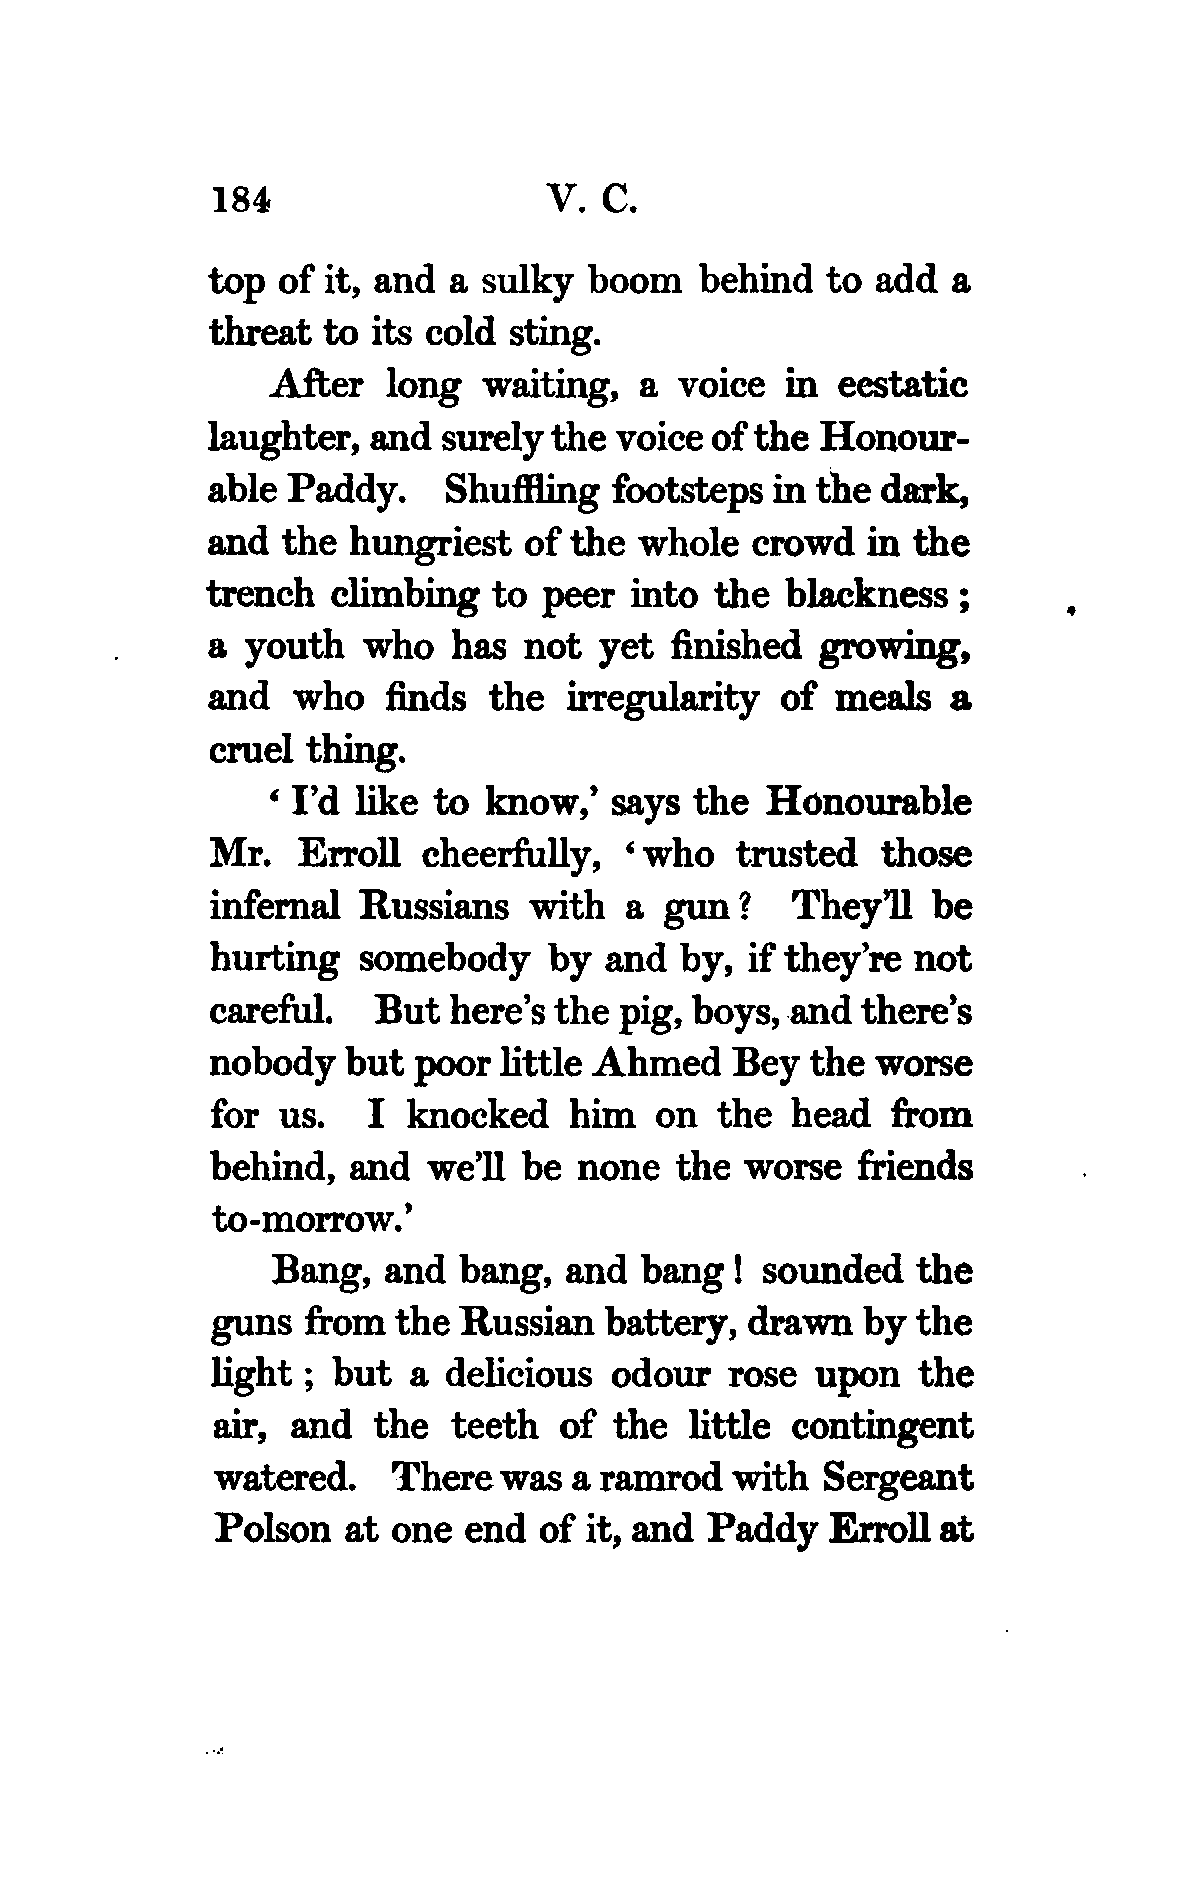 184 V. C.
top of it, and a sulky boom behind to add a
threat to its cold sting.
After long waiting, a voice in eestatic
laughter, and surely the voice of the Honour-
able Paddy. Shuffling footsteps in the dark,
and the hungriest of the whole crowd in the
trench climbing to peer into the blackness ;
a youth who has not yet finished growing,
and who finds the irregularity of meals a
cruel thing.
‘ I’d like to know,’ says the Honourable
Mr. Erroll cheerfully, ‘ who trusted those
infernal Russians with a gun ? They’ll be
hurting somebody by and by, if they’re not
careful. But here’s the pig, boys, and there’s
nobody but poor little Ahmed Bey the worse
for us. I knocked him on the head from
behind, and we’ll be none the worse friends
to-morrow.’
Bang, and bang, and bang ! sounded the
guns from the Russian battery, drawn by the
light ; but a delicious odour rose upon the
air, and the teeth of the little contingent
watered. There was a ramrod with Sergeant
Polson at one end of it, and Paddy Erroll at